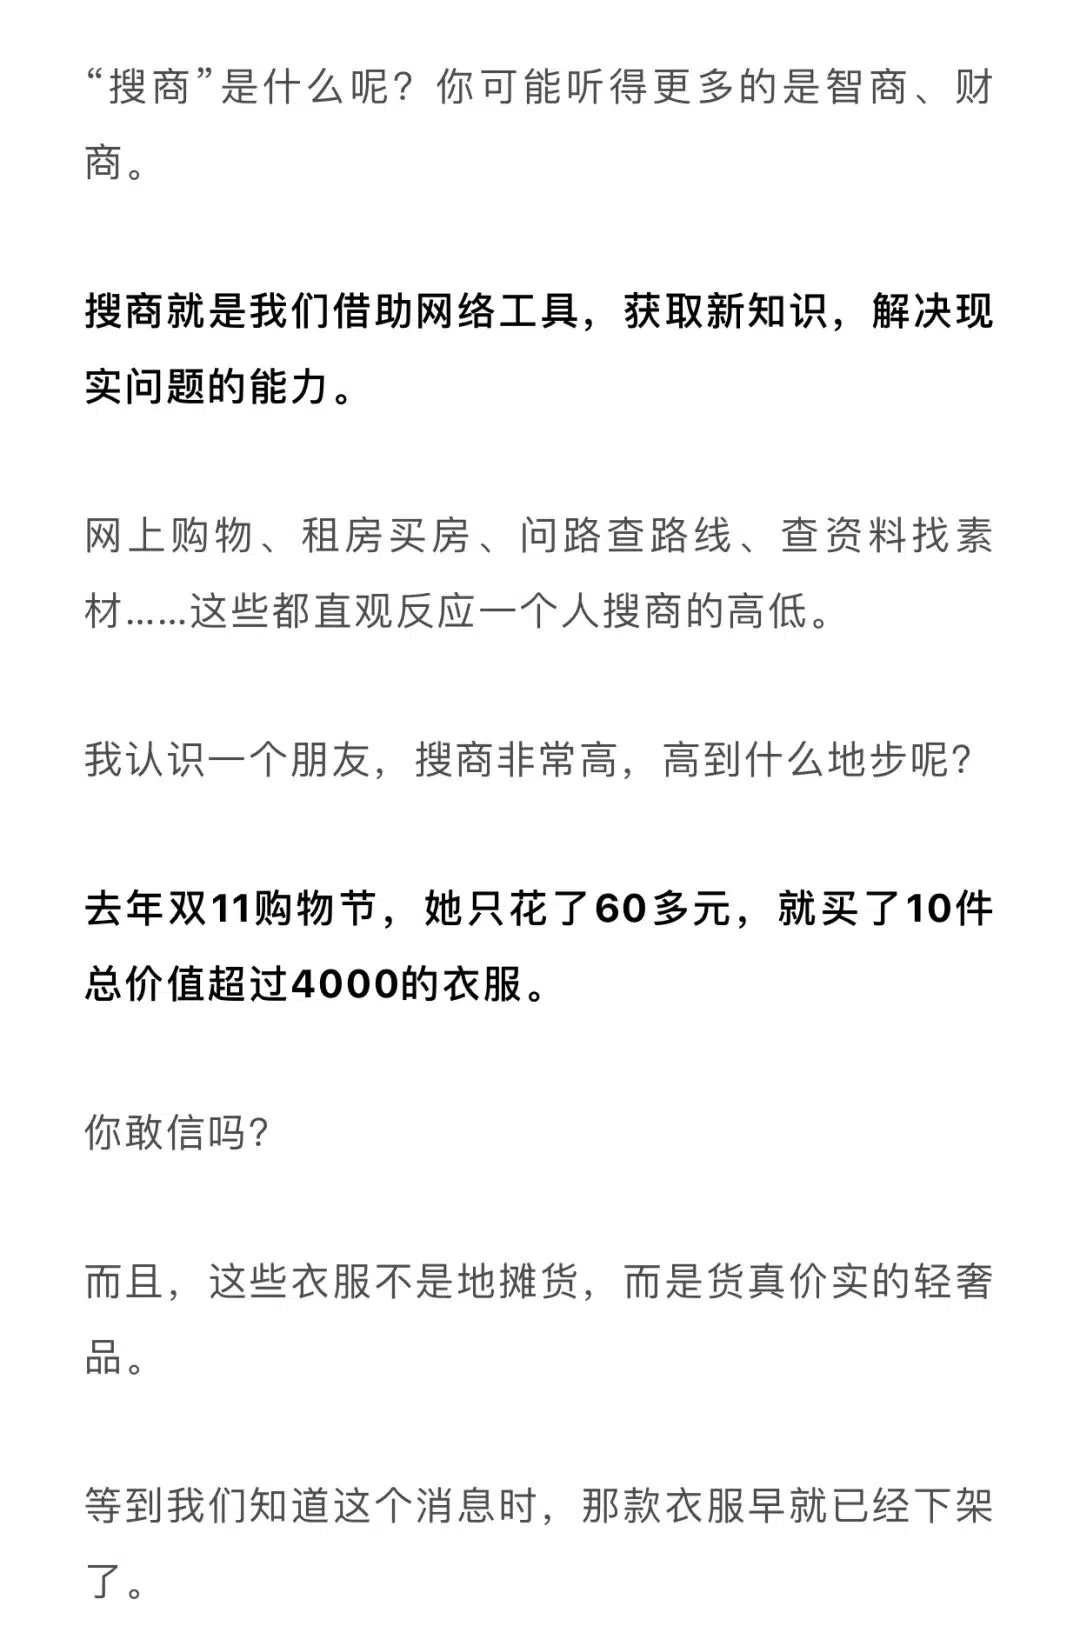 “搜商”是什么呢？你可能听得更多的是智商、财
商。
搜商就是我们借助网络工具，获取新知识，解决现
实问题的能力。
网上购物、租房买房、问路查路线、查资料找素
材……这些都直观反应一个人搜商的高低。
我认识一个朋友，搜商非常高，高到什么地步呢？
去年双11购物节，她只花了60多元，就买了10件
总价值超过4000的衣服。
你敢信吗？
而且，这些衣服不是地摊货，而是货真价实的轻奢
品。
等到我们知道这个消息时，那款衣服早就已经下架
了。